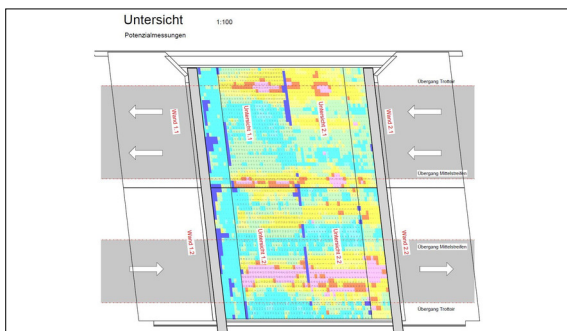 Untersicht 1:100
Potenzialmessungen
Übergang Trottoir
Wand 1.1
Untersicht 1.1
Untersicht 2.1
Wand 2.1
Übergang Mittelstreifen
Übergang Mittelstreifen
Wand 1.2
Untersicht 1.2
Untersicht 2.2
Wand 2.2
Übergang Trottoir